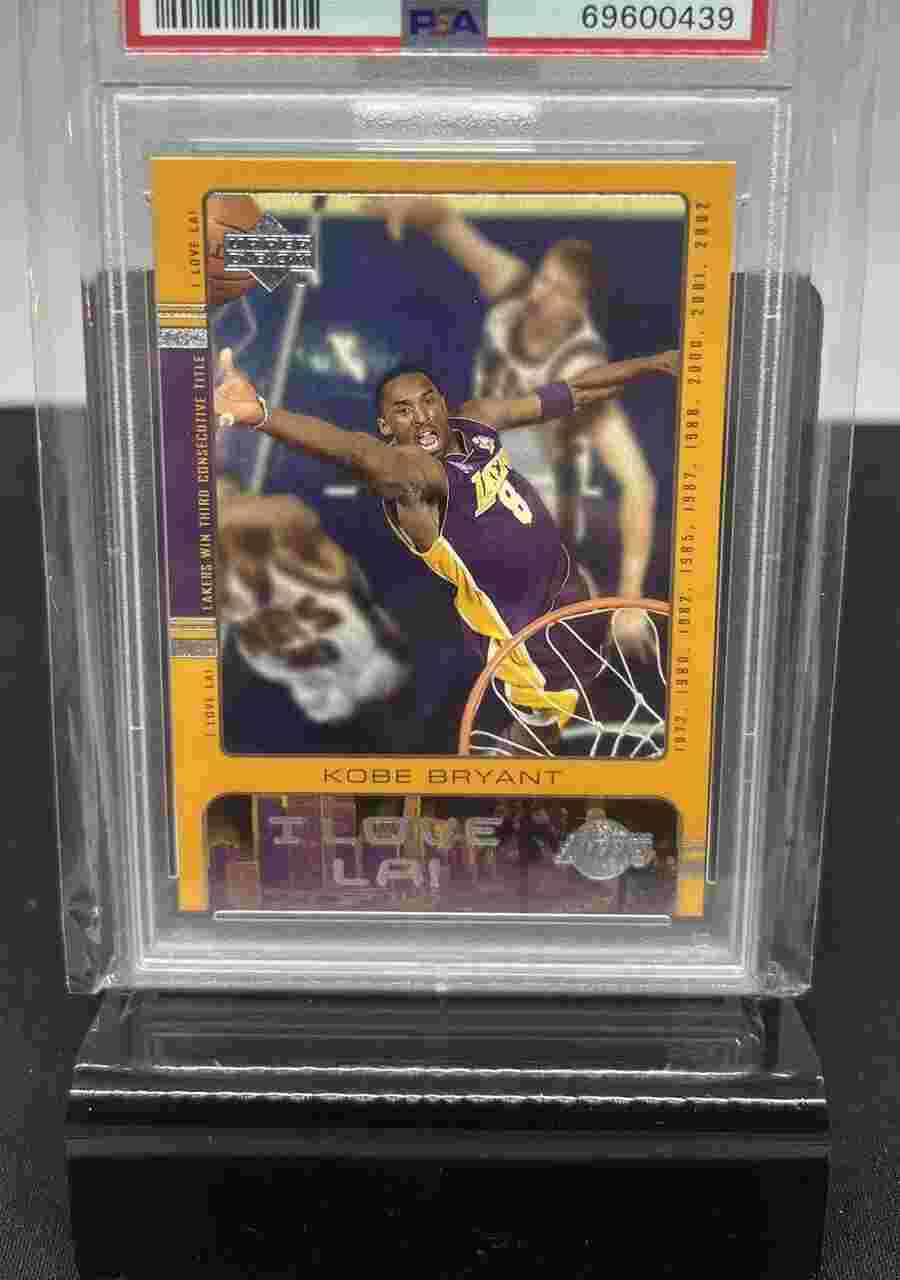 PSA
69600439
UPPER DECK
I LOVE LA!
LAKERS WIN THIRD CONSECUTIVE TITLE
I LOVE LA!
1972, 1980, 1982, 1985, 1987, 1988, 2000, 2001, 2002
LAKERS
8
KOBE BRYANT
I LOVE
LA!
LAKERS